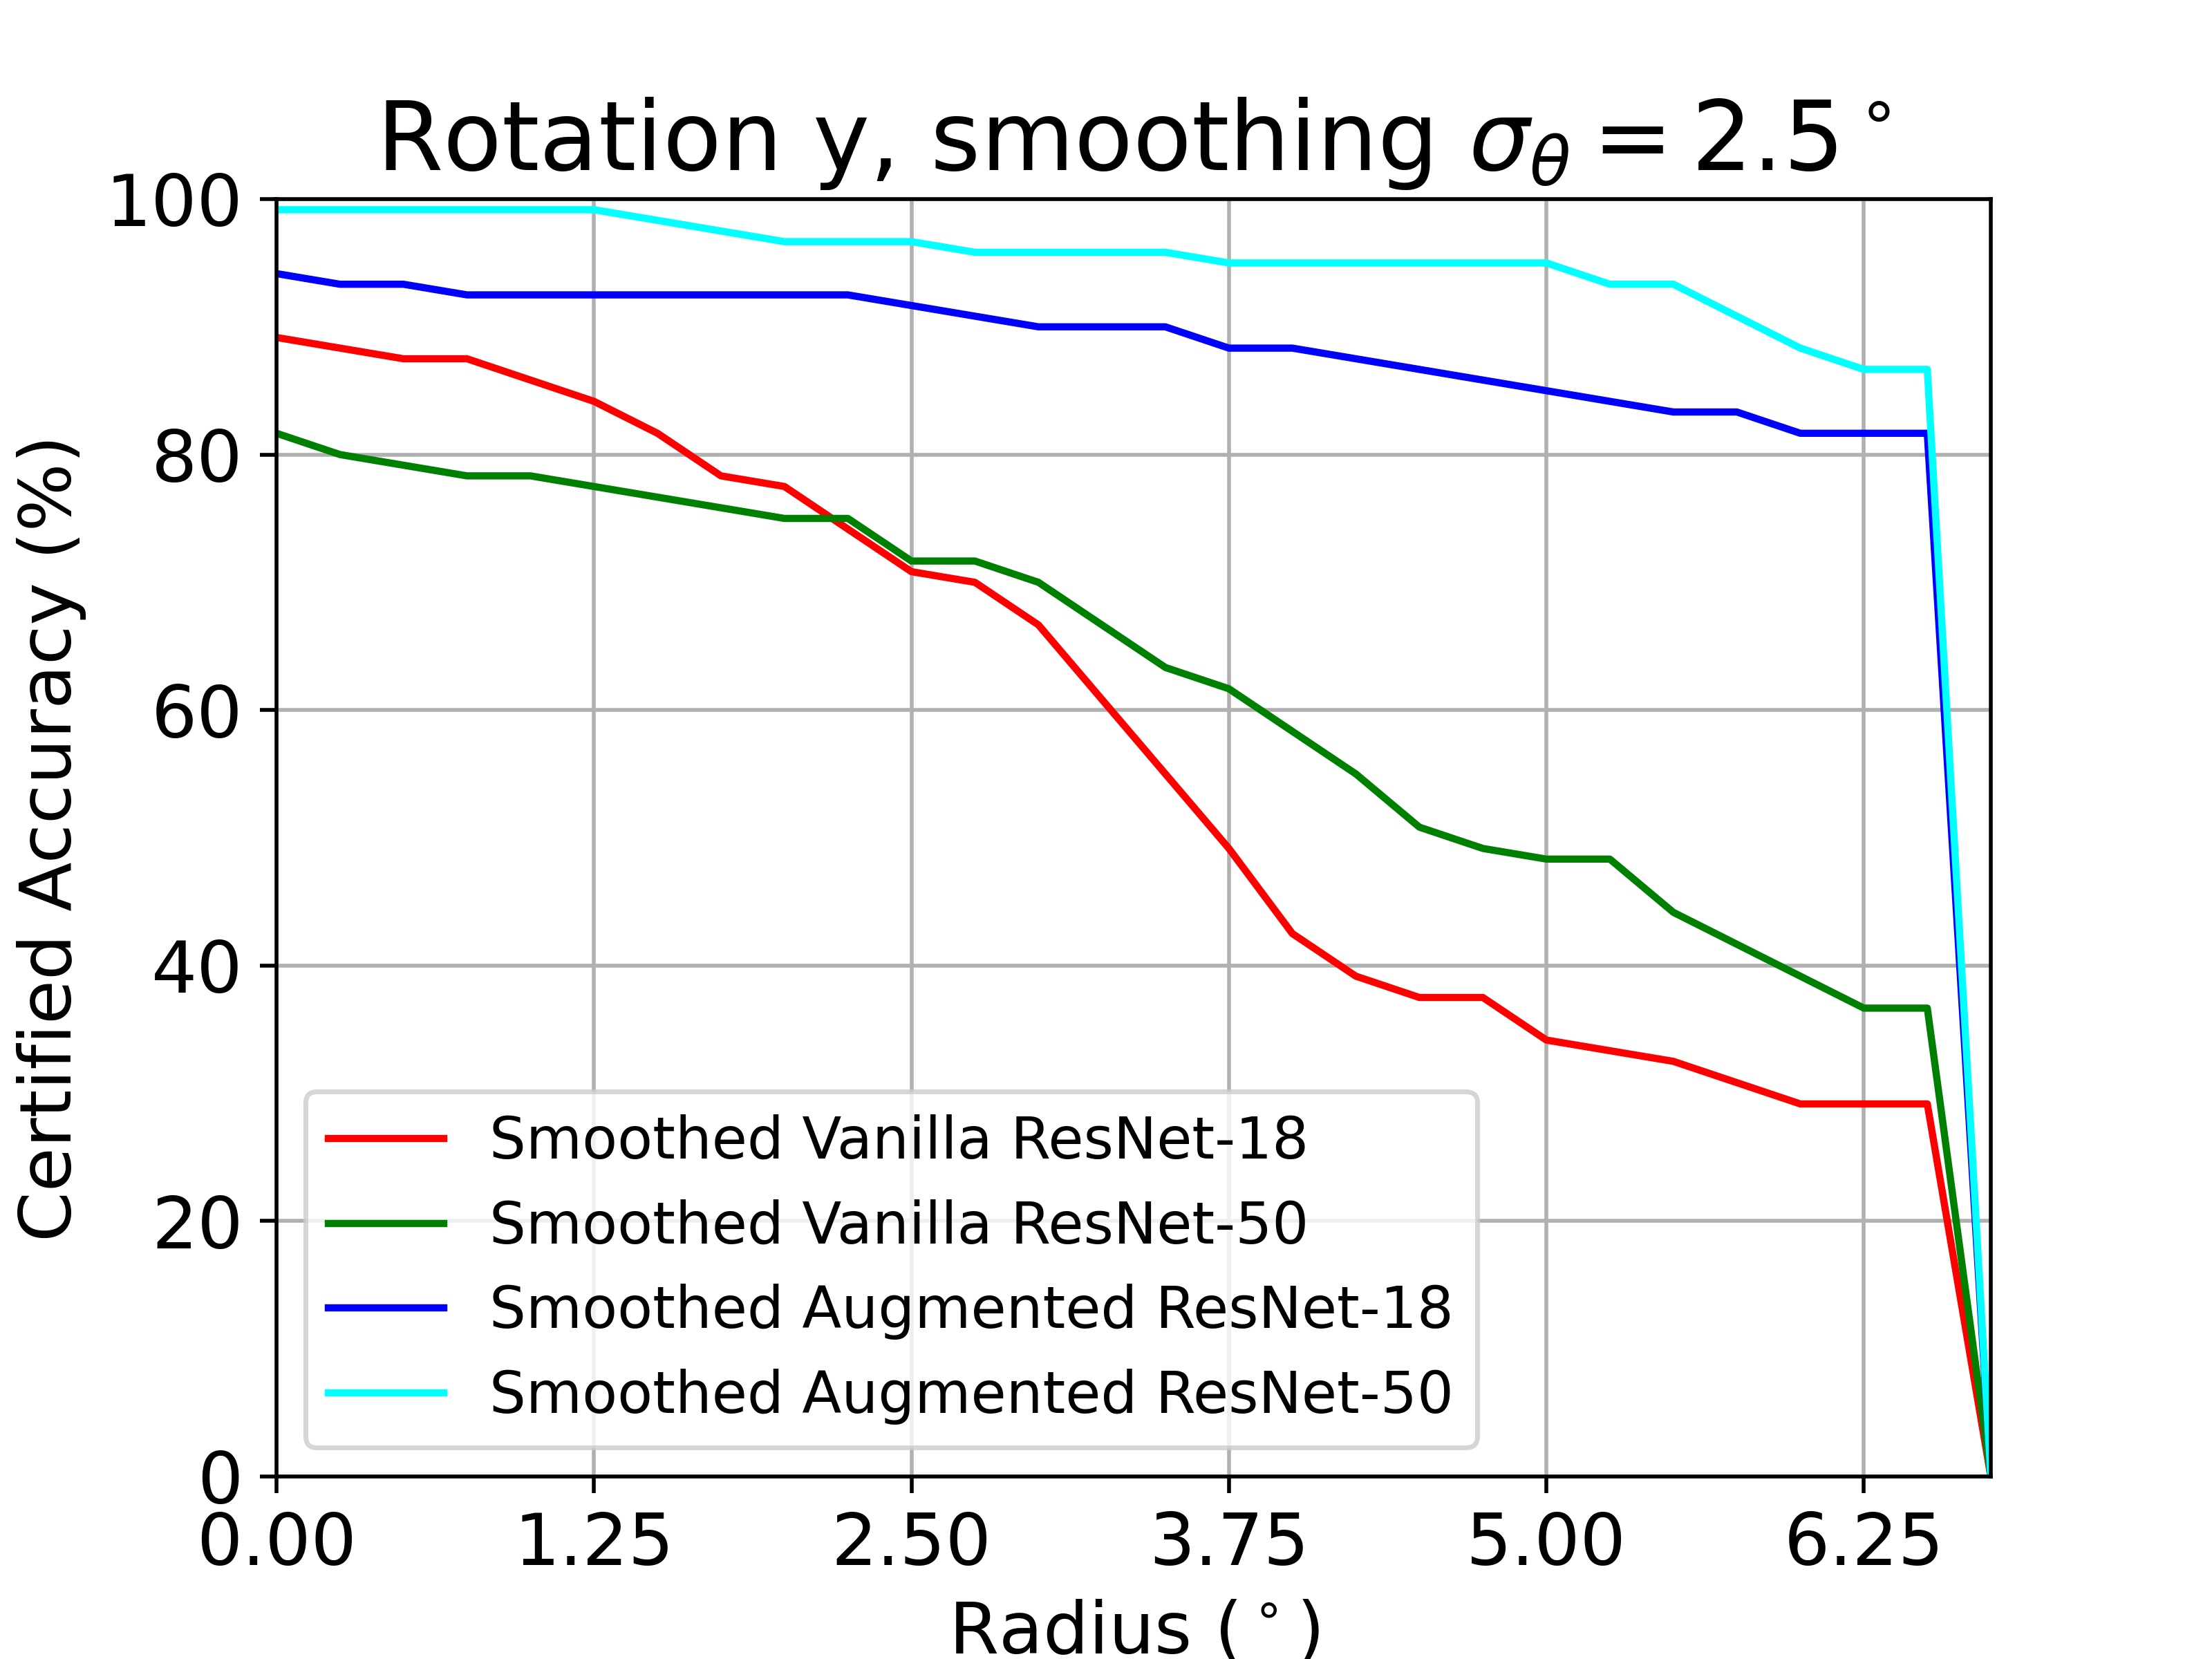 Rotation y, smoothing σ_θ = 2.5°
Certified Accuracy (%)
100
80
60
40
20
0
Smoothed Vanilla ResNet-18
Smoothed Vanilla ResNet-50
Smoothed Augmented ResNet-18
Smoothed Augmented ResNet-50
0.00 1.25 2.50 3.75 5.00 6.25
Radius (°)